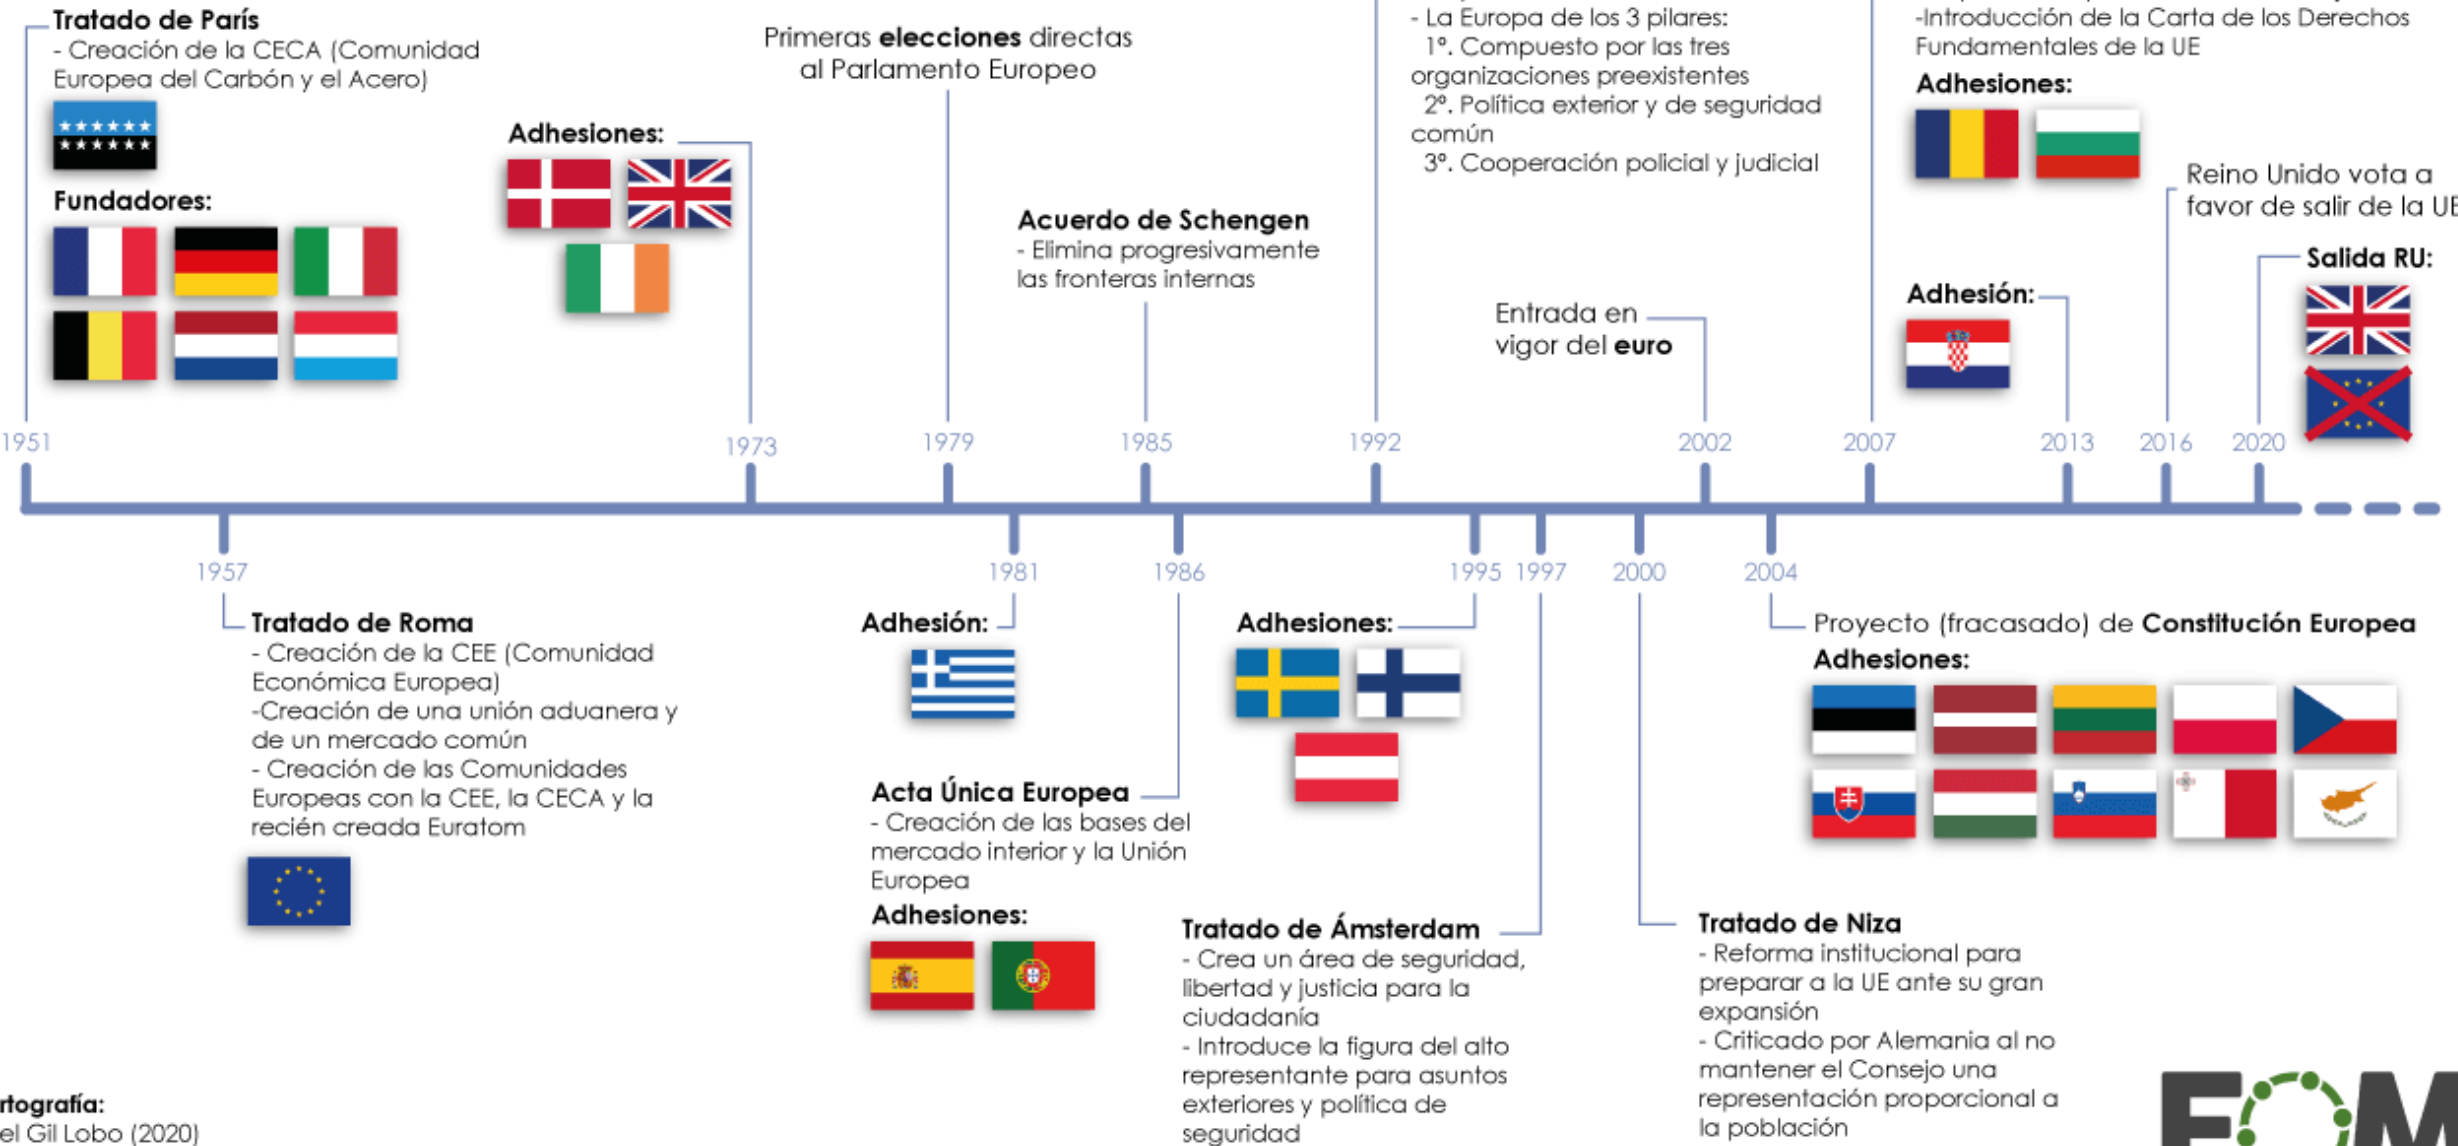 Tratado de París
- Creación de la CECA (Comunidad
Europea del Carbón y el Acero)
Fundadores:
Adhesiones:
Primeras elecciones directas
al Parlamento Europeo
Acuerdo de Schengen
- Elimina progresivamente
las fronteras internas
- La Europa de los 3 pilares:
1º. Compuesto por las tres
organizaciones preexistentes
2º. Política exterior y de seguridad
común
3º. Cooperación policial y judicial
Entrada en
vigor del euro
-Introducción de la Carta de los Derechos
Fundamentales de la UE
Adhesiones:
Adhesión:
Reino Unido vota a
favor de salir de la UE
Salida RU:
1951
1973
1979
1985
1992
2002
2007
2013
2016
2020
1957
1981
1986
1995
1997
2000
2004
Tratado de Roma
- Creación de la CEE (Comunidad
Económica Europea)
-Creación de una unión aduanera y
de un mercado común
- Creación de las Comunidades
Europeas con la CEE, la CECA y la
recién creada Euratom
Adhesión:
Acta Única Europea
- Creación de las bases del
mercado interior y la Unión
Europea
Adhesiones:
Adhesiones:
Tratado de Ámsterdam
- Crea un área de seguridad,
libertad y justicia para la
ciudadanía
- Introduce la figura del alto
representante para asuntos
exteriores y política de
seguridad
Tratado de Niza
- Reforma institucional para
preparar a la UE ante su gran
expansión
- Criticado por Alemania al no
mantener el Consejo una
representación proporcional a
la población
Proyecto (fracasado) de Constitución Europea
Adhesiones:
rtografía:
el Gil Lobo (2020)
EOM